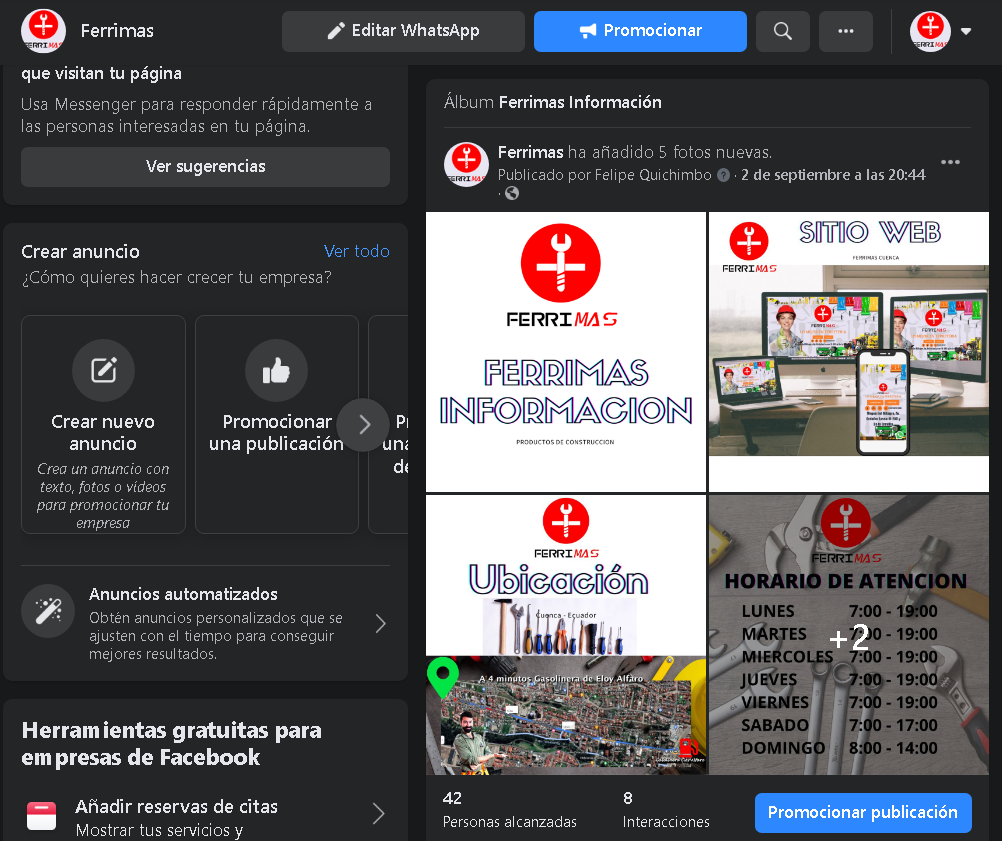 Ferrimas
Editar WhatsApp
Promocionar
que visitan tu página
Usa Messenger para responder rápidamente a
las personas interesadas en tu página.
Ver sugerencias
Crear anuncio
Ver todo
¿Cómo quieres hacer crecer tu empresa?
Crear nuevo
anuncio
Crea un anuncio con
texto, fotos o vídeos
para promocionar tu
empresa
Promocionar
una publicación
Anuncios automatizados
Obtén anuncios personalizados que se
ajusten con el tiempo para conseguir
mejores resultados.
Herramientas gratuitas para
empresas de Facebook
Añadir reservas de citas
Mostrar tus servicios y
Álbum Ferrimas Información
Ferrimas ha añadido 5 fotos nuevas.
Publicado por Felipe Quichimbo · 2 de septiembre a las 20:44
·
FERRIMAS
FERRIMAS
INFORMACION
PRODUCTOS DE CONSTRUCCION
FERRIMAS
SITIO WEB
FERRIMAS CUENCA
FERRIMAS
Ubicación
Cuenca - Ecuador
A 4 minutos Gasolinera de Eloy Alfaro
FERRIMAS
HORARIO DE ATENCION
LUNES 7:00 - 19:00
MARTES 7:00 - 19:00
+2
MIERCOLES 7:00 - 19:00
JUEVES 7:00 - 19:00
VIERNES 7:00 - 19:00
SABADO 7:00 - 17:00
DOMINGO 8:00 - 14:00
42
Personas alcanzadas
8
Interacciones
Promocionar publicación